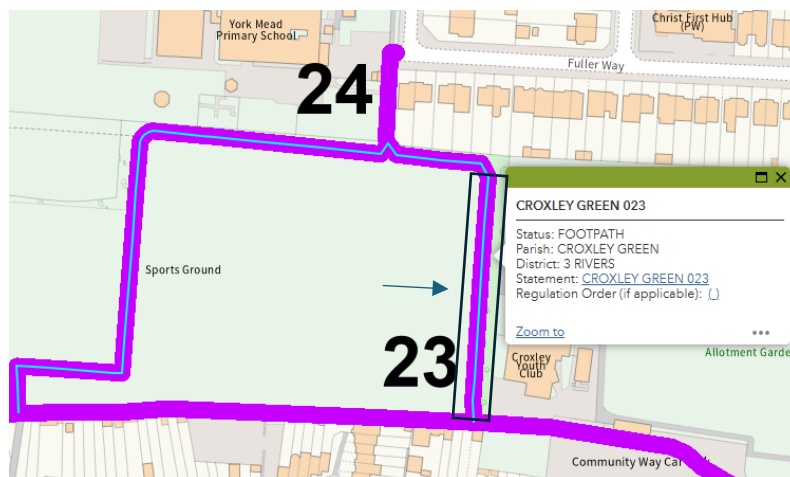 York Mead
Primary School
Christ First Hub
(PW)
Fuller Way
24
CROXLEY GREEN 023
Status: FOOTPATH
Parish: CROXLEY GREEN
District: 3 RIVERS
Statement: CROXLEY GREEN 023
Regulation Order (if applicable): ( )
Zoom to
Sports Ground
23
Croxley
Youth
Club
Allotment Garde
Community Way Car